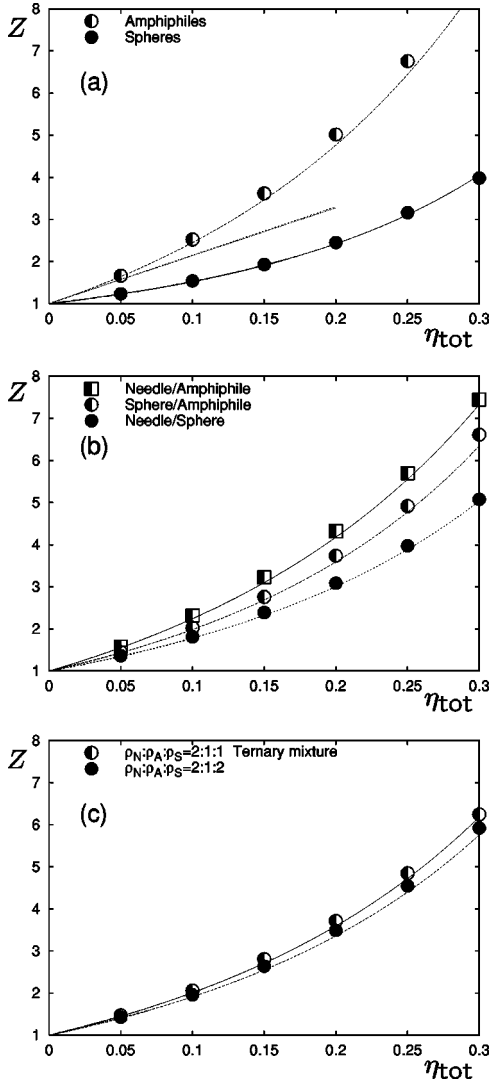 8
Z
Amphiphiles
Spheres
7
(a)
6
5
4
3
2
1
0 0.05 0.1 0.15 0.2 0.25 0.3
ηtot
8
Z
Needle/Amphiphile
Sphere/Amphiphile
Needle/Sphere
7
(b)
6
5
4
3
2
1
0 0.05 0.1 0.15 0.2 0.25 0.3
ηtot
8
Z
ρN:ρA:ρS=2:1:1 Ternary mixture
ρN:ρA:ρS=2:1:2
7
(c)
6
5
4
3
2
1
0 0.05 0.1 0.15 0.2 0.25 0.3
ηtot